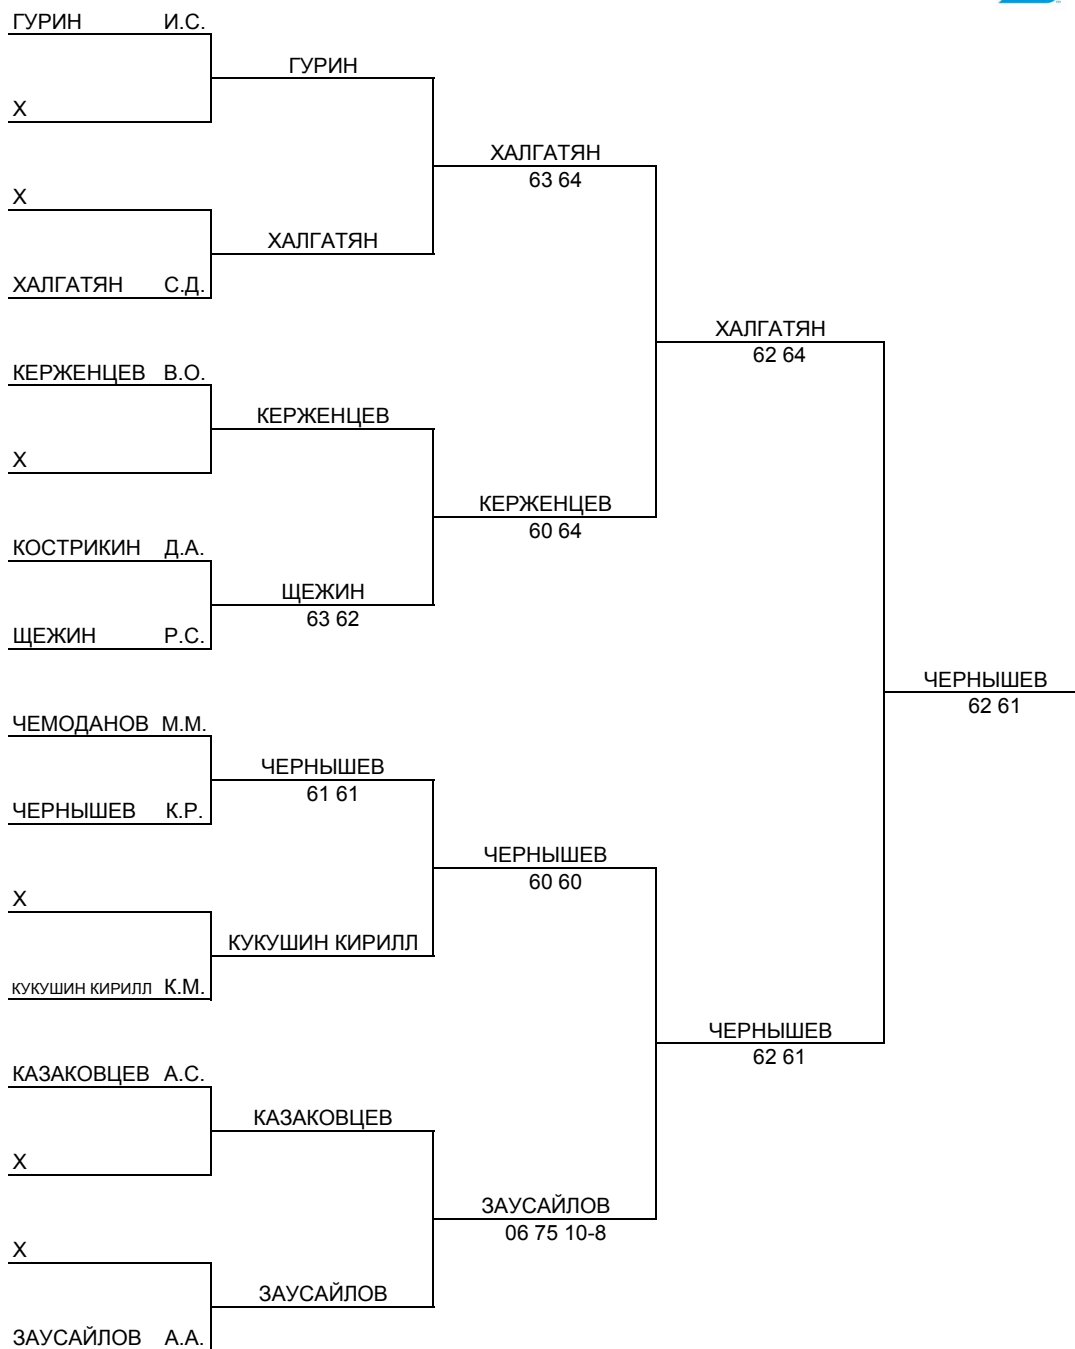 ГУРИН И.С.
ГУРИН
X
ХАЛГАТЯН
63 64
X
ХАЛГАТЯН
ХАЛГАТЯН С.Д.
ХАЛГАТЯН
62 64
КЕРЖЕНЦЕВ В.О.
КЕРЖЕНЦЕВ
X
КЕРЖЕНЦЕВ
60 64
КОСТРИКИН Д.А.
ЩЕЖИН
63 62
ЩЕЖИН Р.С.
ЧЕРНЫШЕВ
62 61
ЧЕМОДАНОВ М.М.
ЧЕРНЫШЕВ
61 61
ЧЕРНЫШЕВ К.Р.
ЧЕРНЫШЕВ
60 60
X
КУКУШИН КИРИЛЛ
КУКУШИН КИРИЛЛ К.М.
ЧЕРНЫШЕВ
62 61
КАЗАКОВЦЕВ А.С.
КАЗАКОВЦЕВ
X
ЗАУСАЙЛОВ
06 75 10-8
X
ЗАУСАЙЛОВ
ЗАУСАЙЛОВ А.А.